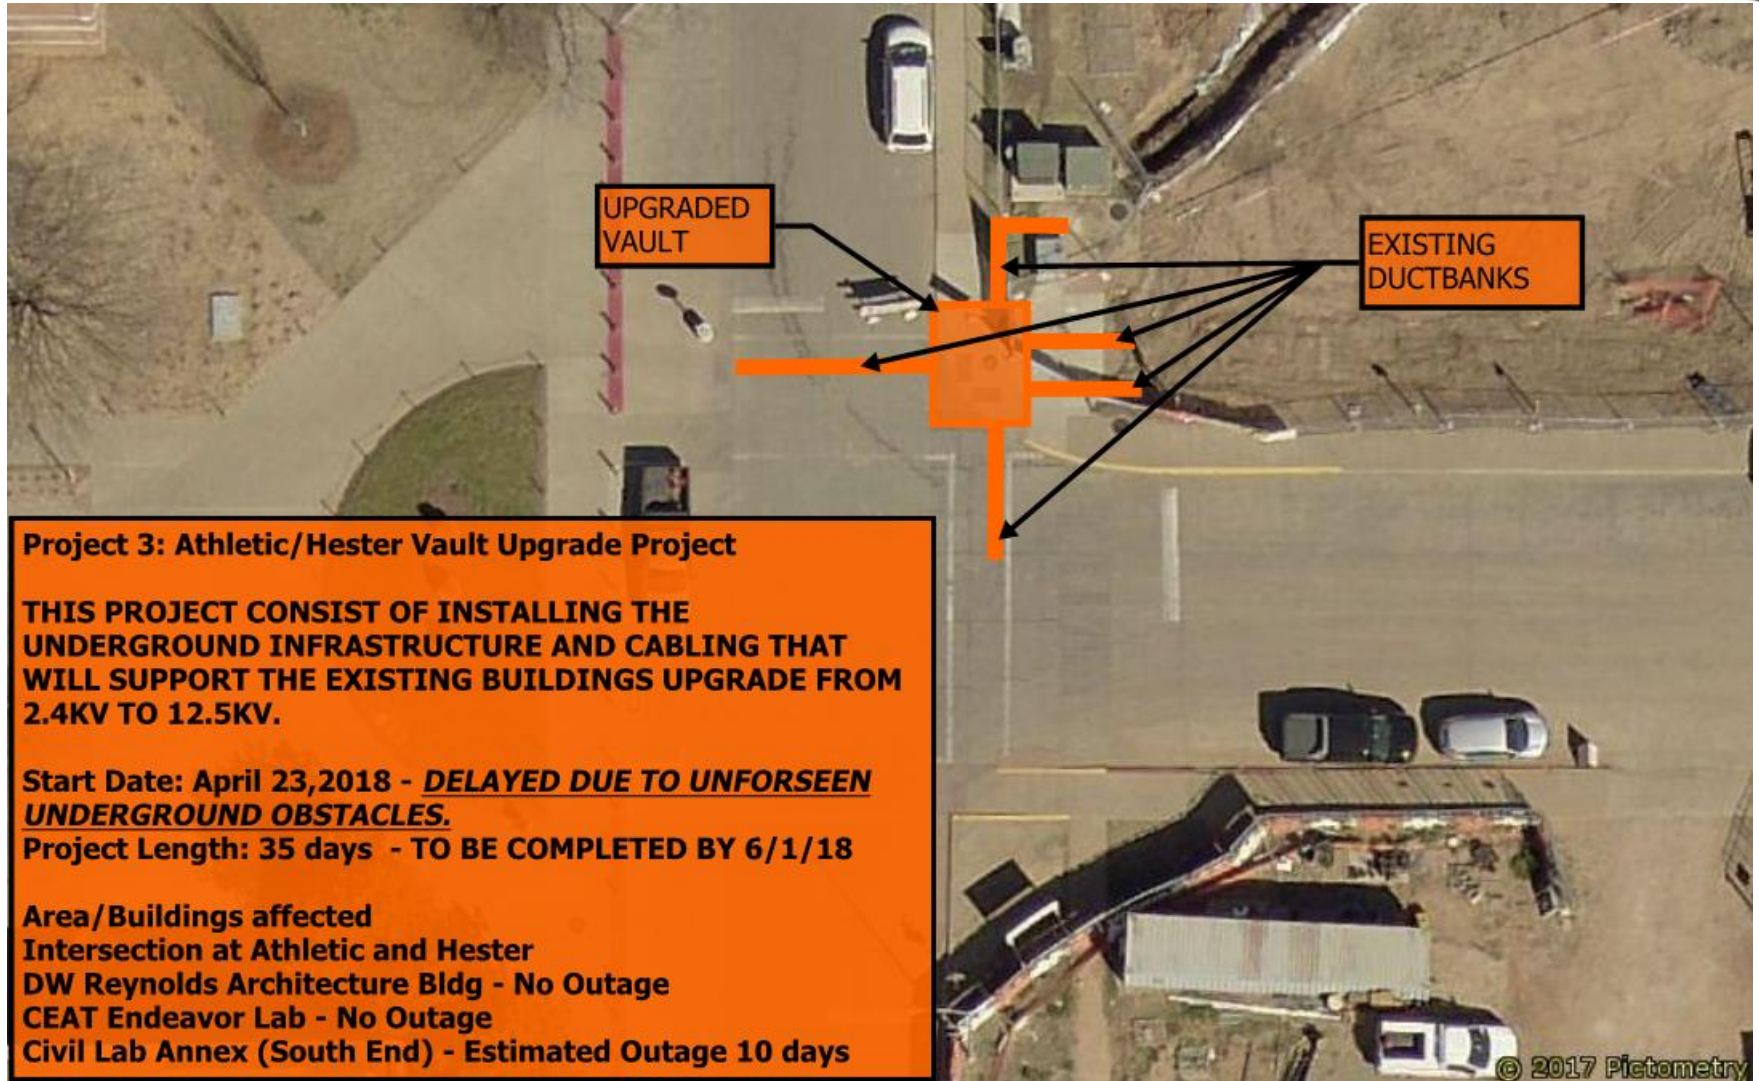 UPGRADED
VAULT
EXISTING
DUCTBANKS
Project 3: Athletic/Hester Vault Upgrade Project
THIS PROJECT CONSIST OF INSTALLING THE
UNDERGROUND INFRASTRUCTURE AND CABLING THAT
WILL SUPPORT THE EXISTING BUILDINGS UPGRADE FROM
2.4KV TO 12.5KV.
Start Date: April 23,2018 - DELAYED DUE TO UNFORSEEN
UNDERGROUND OBSTACLES.
Project Length: 35 days - TO BE COMPLETED BY 6/1/18
Area/Buildings affected
Intersection at Athletic and Hester
DW Reynolds Architecture Bldg - No Outage
CEAT Endeavor Lab - No Outage
Civil Lab Annex (South End) - Estimated Outage 10 days
© 2017 Pictometry